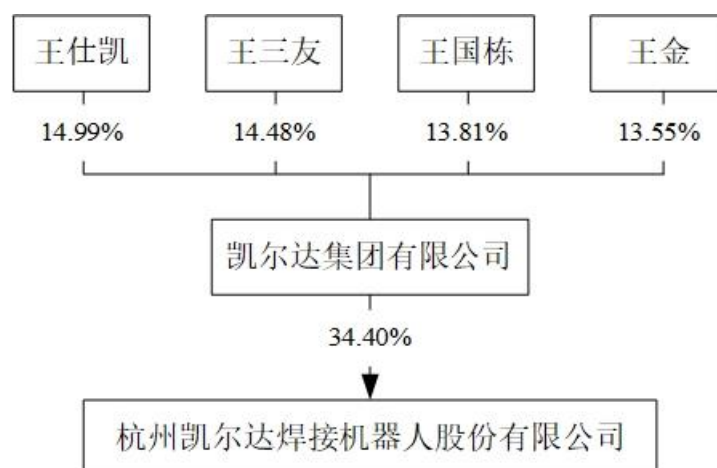 王仕凯 王三友 王国栋 王金
14.99% 14.48% 13.81% 13.55%
凯尔达集团有限公司
34.40%
杭州凯尔达焊接机器人股份有限公司